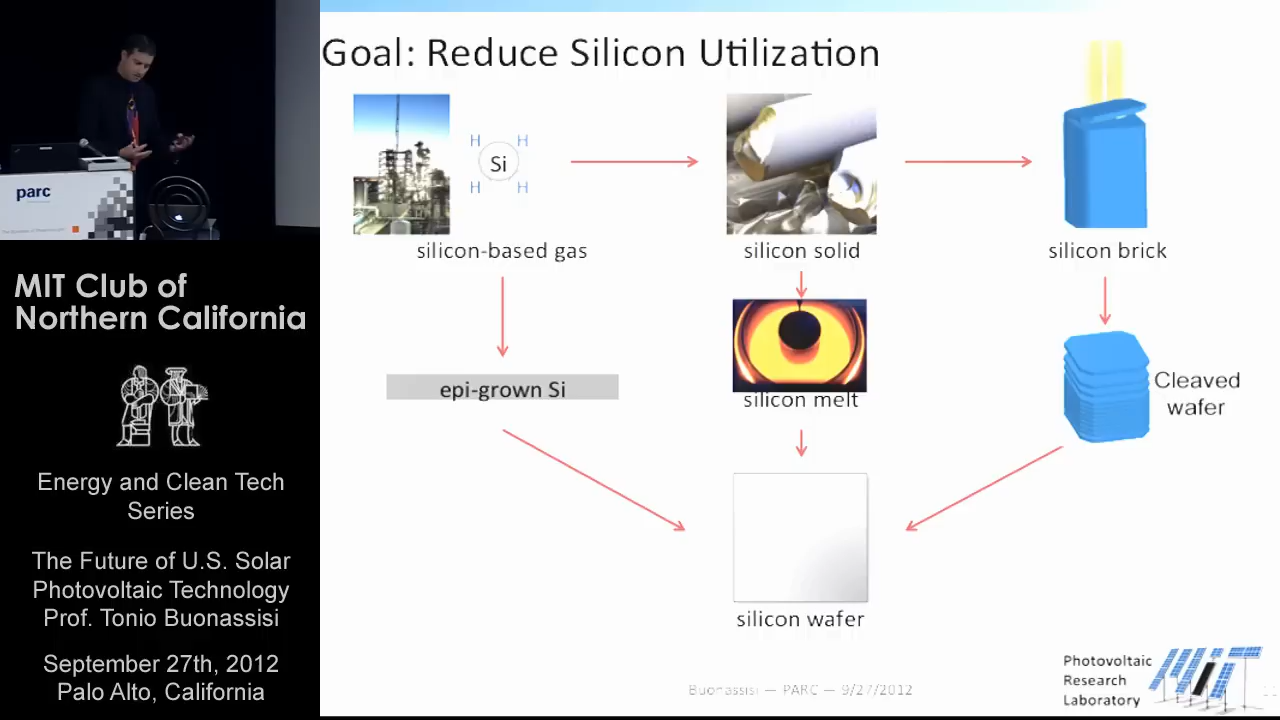 parc
MIT Club of
Northern California
Energy and Clean Tech
Series
The Future of U.S. Solar
Photovoltaic Technology
Prof. Tonio Buonassisi
September 27th, 2012
Palo Alto, California
Goal: Reduce Silicon Utilization
H H
Si
H H
silicon-based gas
silicon solid
silicon brick
epi-grown Si
silicon melt
Cleaved
wafer
silicon wafer
Buonassisi — PARC — 9/27/2012
Photovoltaic
Research
Laboratory
MIT